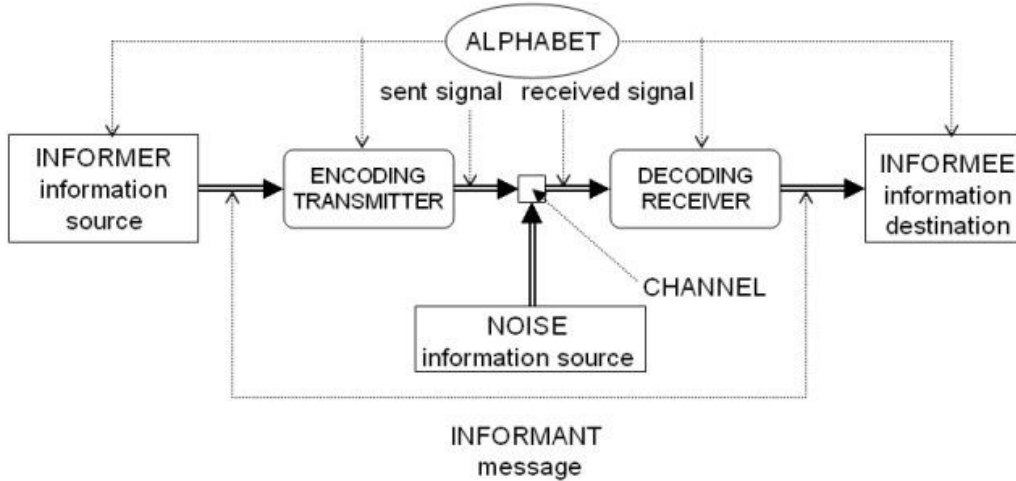 ALPHABET
sent signal received signal
INFORMER
information
source
ENCODING
TRANSMITTER
DECODING
RECEIVER
INFORMEE
information
destination
CHANNEL
NOISE
information source
INFORMANT
message